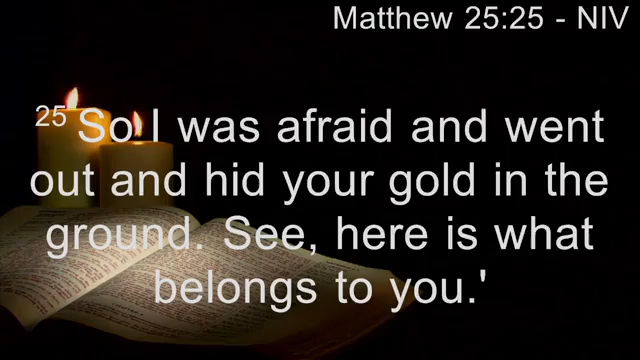 Matthew 25:25 - NIV
25 So I was afraid and went
out and hid your gold in the
ground. See, here is what
belongs to you.'